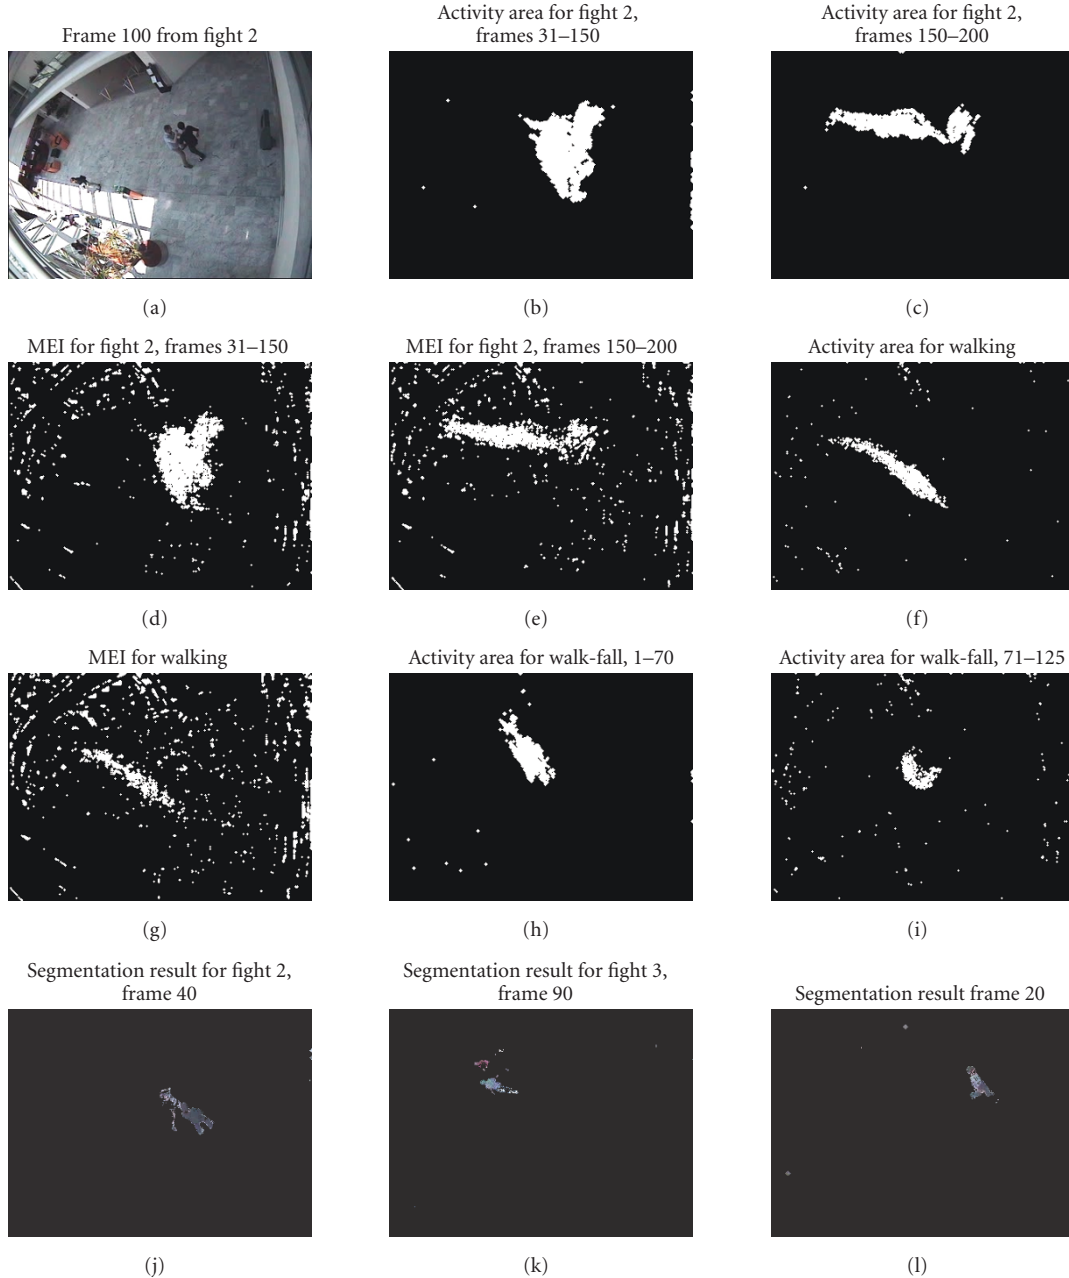 Frame 100 from fight 2
Activity area for fight 2,
frames 31–150
Activity area for fight 2,
frames 150–200
(a)
(b)
(c)
MEI for fight 2, frames 31–150
MEI for fight 2, frames 150–200
Activity area for walking
(d)
(e)
(f)
MEI for walking
Activity area for walk-fall, 1–70
Activity area for walk-fall, 71–125
(g)
(h)
(i)
Segmentation result for fight 2,
frame 40
Segmentation result for fight 3,
frame 90
Segmentation result frame 20
(j)
(k)
(l)